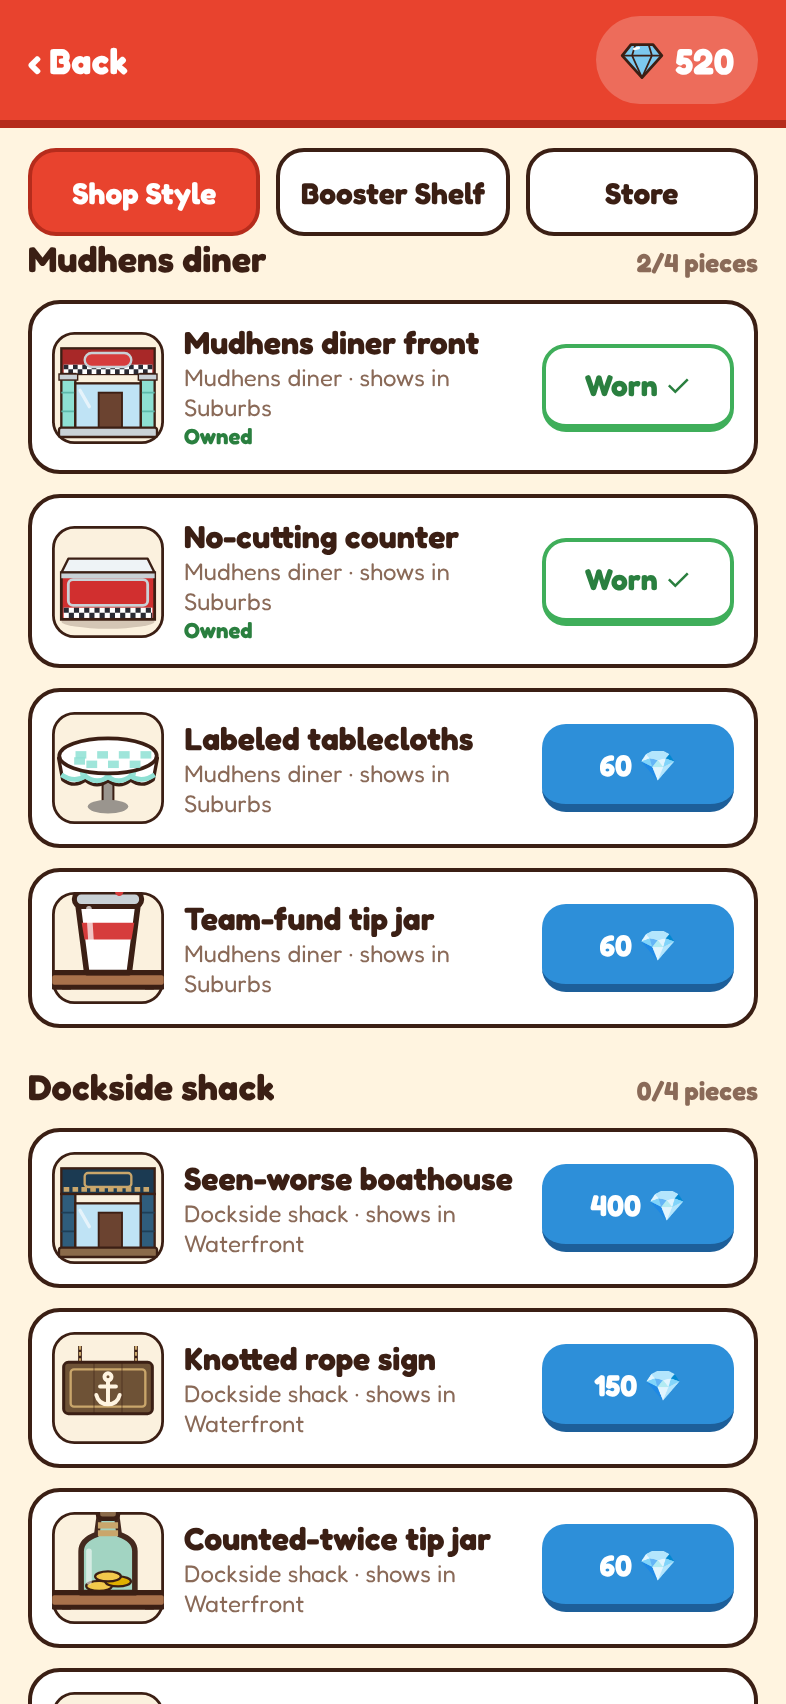 ‹ Back
520
Shop Style
Booster Shelf
Store
Mudhens diner
2/4 pieces
Mudhens diner front
Mudhens diner · shows in
Suburbs
Owned
Worn ✓
No-cutting counter
Mudhens diner · shows in
Suburbs
Owned
Worn ✓
Labeled tablecloths
Mudhens diner · shows in
Suburbs
60
Team-fund tip jar
Mudhens diner · shows in
Suburbs
60
Dockside shack
0/4 pieces
Seen-worse boathouse
Dockside shack · shows in
Waterfront
400
Knotted rope sign
Dockside shack · shows in
Waterfront
150
Counted-twice tip jar
Dockside shack · shows in
Waterfront
60